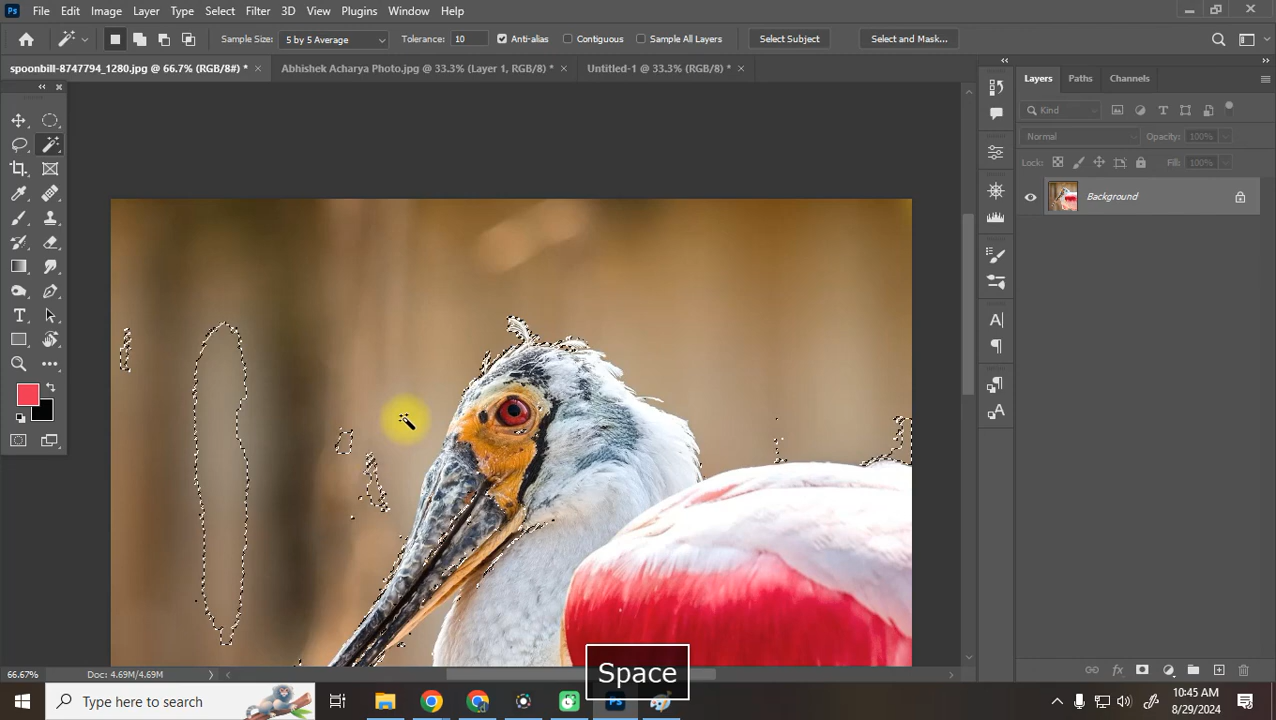 Ps File Edit Image Layer Type Select Filter 3D View Plugins Window Help
Sample Size: 5 by 5 Average Tolerance: 10 Anti-alias Contiguous Sample All Layers Select Subject Select and Mask...
spoonbill-8747794_1280.jpg @ 66.7% (RGB/8#) * Abhishek Acharya Photo.jpg @ 33.3% (Layer 1, RGB/8) * Untitled-1 @ 33.3% (RGB/8) *
Layers Paths Channels
Kind
Normal Opacity: 100%
Lock: Fill: 100%
Background
Space
66.67% Doc: 4.69M/4.69M
Type here to search
Ps
10:45 AM
8/29/2024